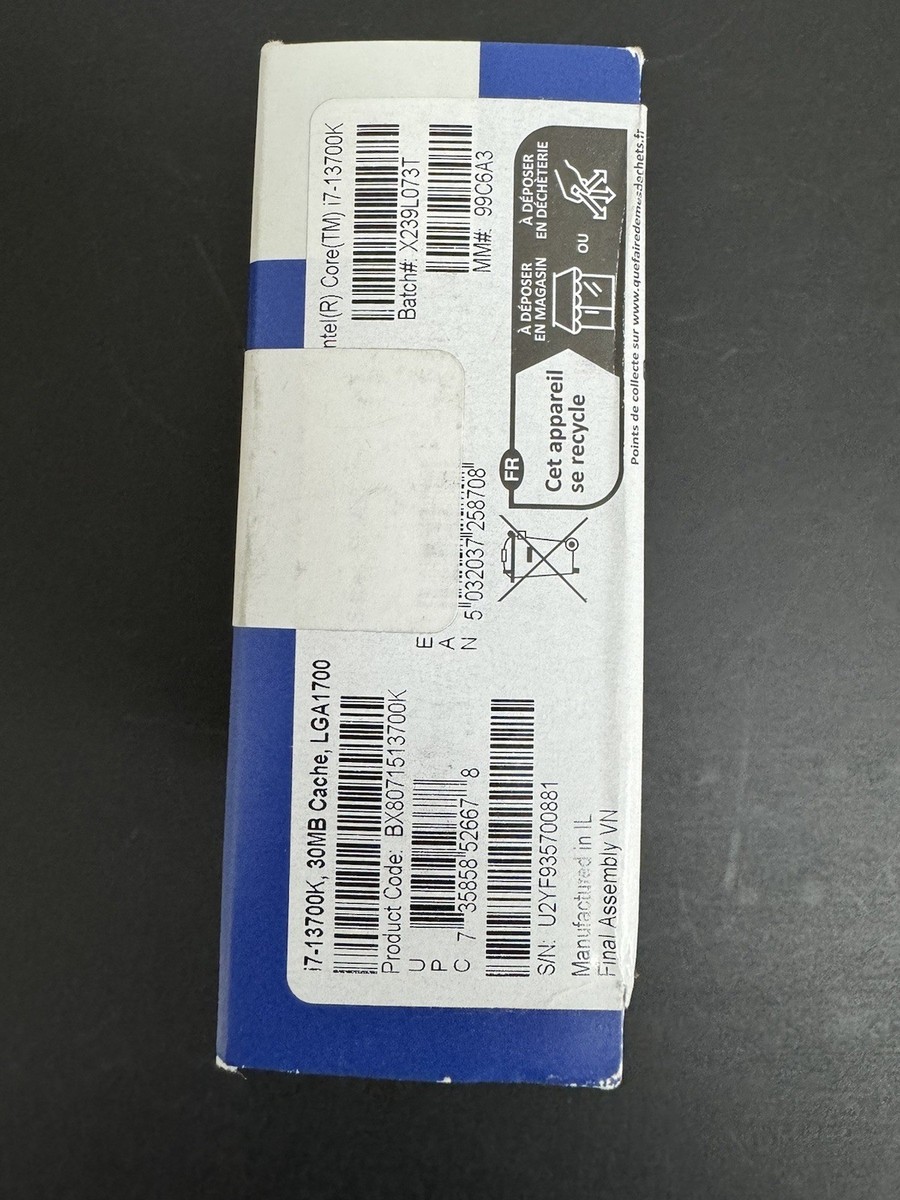 i7-13700K, 30MB Cache, LGA1700
Product Code: BX8071513700K
UPC
7 35858 52667 8
S/N: U2YF935700881
Manufactured in IL
Final Assembly VN
EAN
5 032037 258708
ntel(R) Core(TM) i7-13700K
Batch#: X239L073T
MM#: 99C6A3
FR
Cet appareil
se recycle
À DÉPOSER
EN MAGASIN
OU
À DÉPOSER
EN DÉCHÈTERIE
Points de collecte sur www.quefairedemesdechets.fr